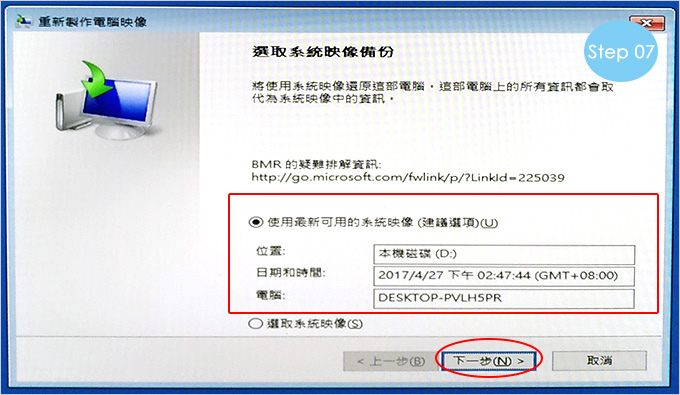 重新製作電腦映像
Step 07
選取系統映像備份
將使用系統映像還原這部電腦。這部電腦上的所有資訊都會取
代為系統映像中的資訊。
BMR 的疑難排解資訊:
http://go.microsoft.com/fwlink/p/?LinkId=225039
使用最新可用的系統映像 (建議選項)(U)
位置: 本機磁碟 (D:)
日期和時間: 2017/4/27 下午 02:47:44 (GMT+08:00)
電腦: DESKTOP-PVLH5PR
選取系統映像(S)
< 上一步(B) 下一步(N) > 取消